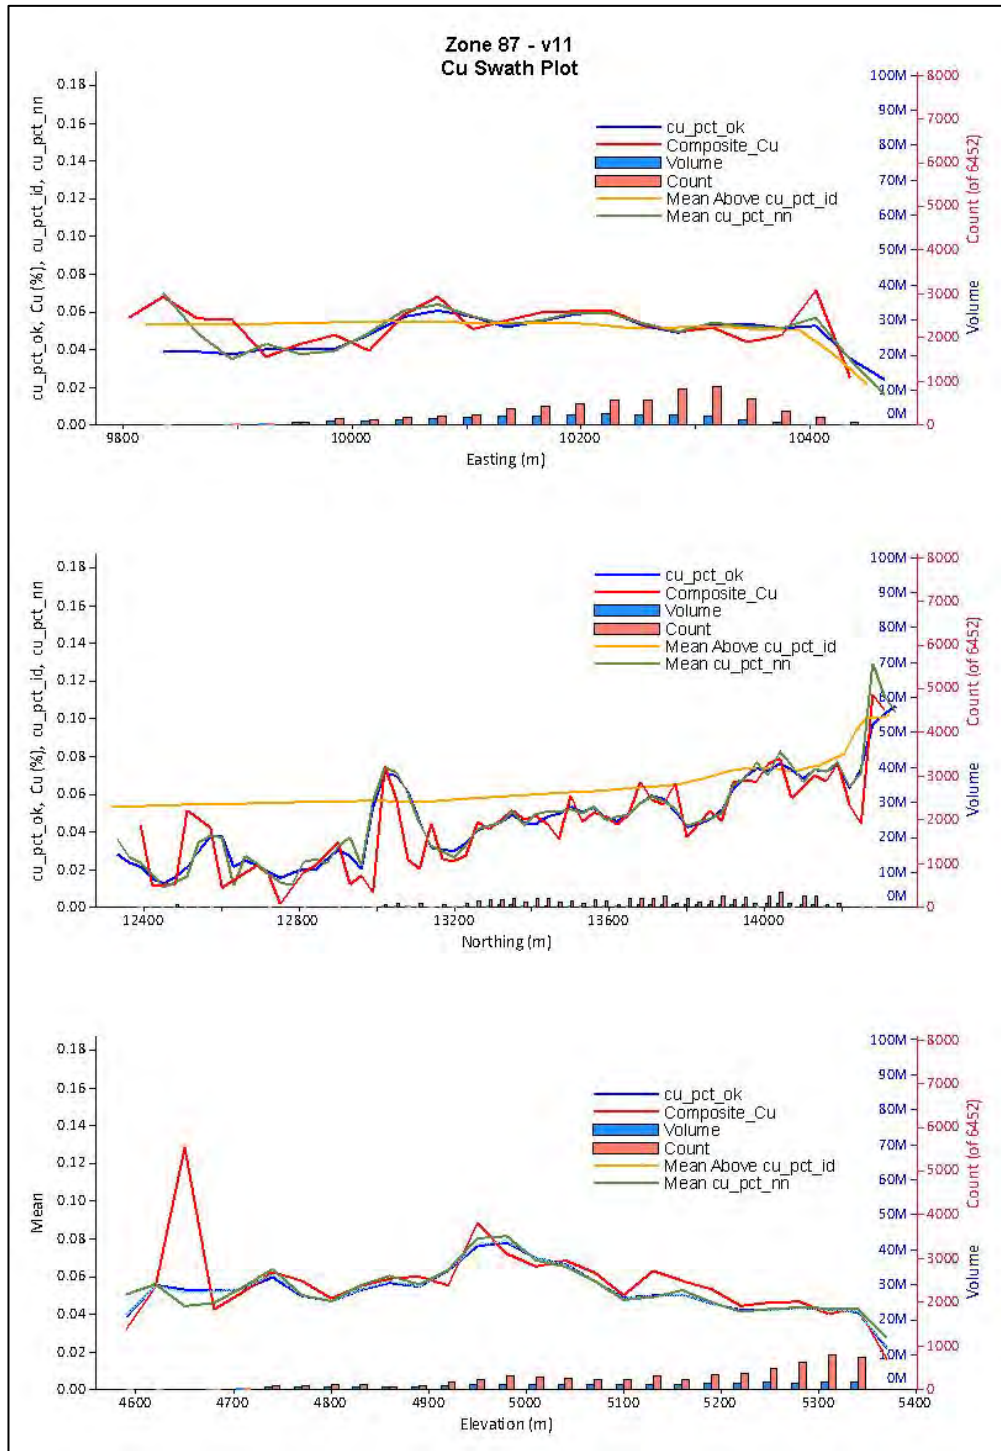 Zone 87 - v11
Cu Swath Plot
cu_pct_ok, Cu (%), cu_pct_id, cu_pct_nn
0.18
0.16
0.14
0.12
0.10
0.08
0.06
0.04
0.02
0.00
cu_pct_ok
Composite_Cu
Volume
Count
Mean Above cu_pct_id
Mean cu_pct_nn
100M
90M
80M
70M
60M
50M
40M
30M
20M
10M
0M
Volume
8000
7000
6000
5000
4000
3000
2000
1000
0
Count (of 6452)
9800
10000
10200
10400
Easting (m)
cu_pct_ok, Cu (%), cu_pct_id, cu_pct_nn
0.18
0.16
0.14
0.12
0.10
0.08
0.06
0.04
0.02
0.00
cu_pct_ok
Composite_Cu
Volume
Count
Mean Above cu_pct_id
Mean cu_pct_nn
100M
90M
80M
70M
60M
50M
40M
30M
20M
10M
0M
Volume
8000
7000
6000
5000
4000
3000
2000
1000
0
Count (of 6452)
12400
12800
13200
13600
14000
Northing (m)
Mean
0.18
0.16
0.14
0.12
0.10
0.08
0.06
0.04
0.02
0.00
cu_pct_ok
Composite_Cu
Volume
Count
Mean Above cu_pct_id
Mean cu_pct_nn
100M
90M
80M
70M
60M
50M
40M
30M
20M
10M
0M
Volume
8000
7000
6000
5000
4000
3000
2000
1000
0
Count (of 6452)
4600
4700
4800
4900
5000
5100
5200
5300
5400
Elevation (m)